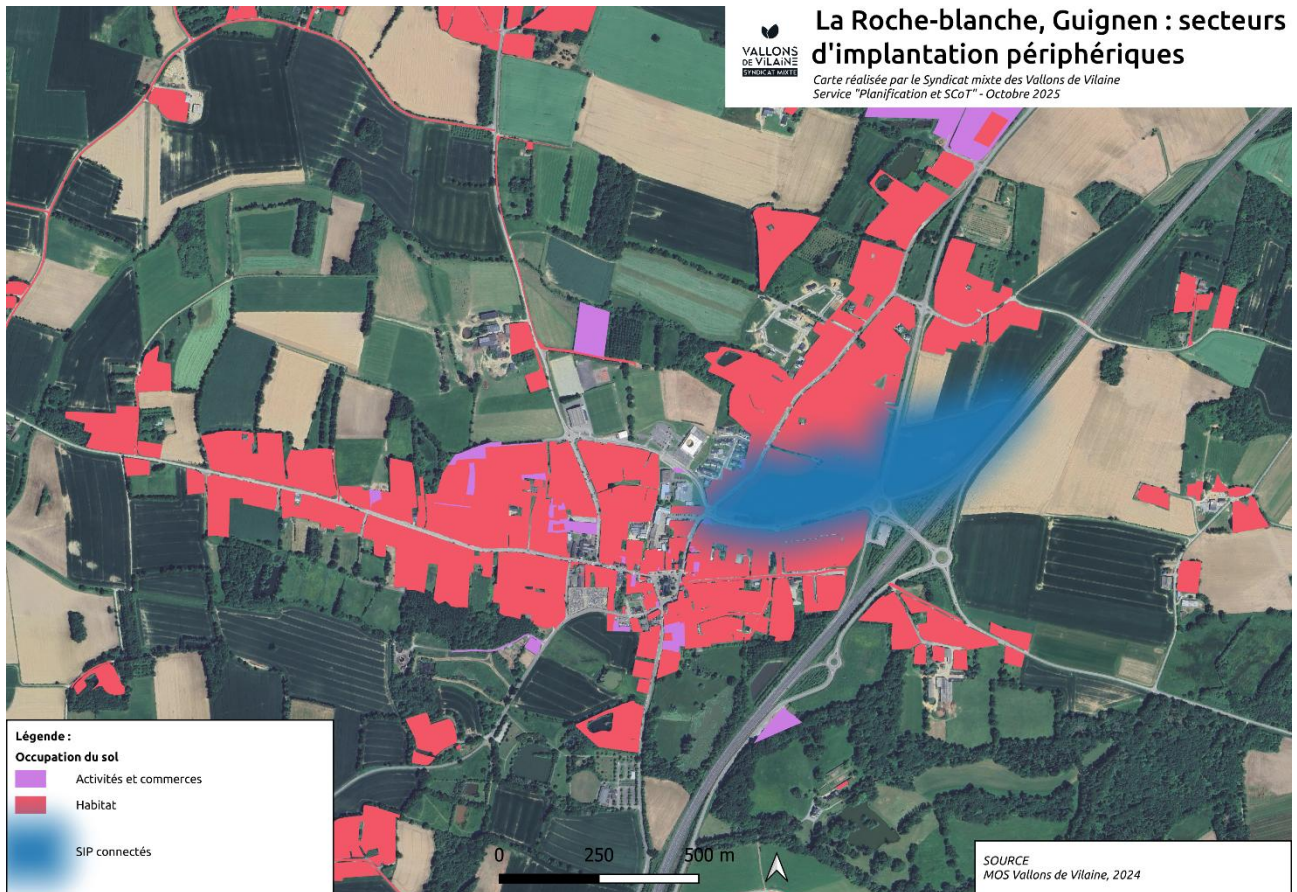 VALLONS
DE VILAINE
SYNDICAT MIXTE
La Roche-blanche, Guignen : secteurs
d'implantation périphériques
Carte réalisée par le Syndicat mixte des Vallons de Vilaine
Service "Planification et SCoT" - Octobre 2025
Légende :
Occupation du sol
Activités et commerces
Habitat
SIP connectés
0 250 500 m
SOURCE
MOS Vallons de Vilaine, 2024